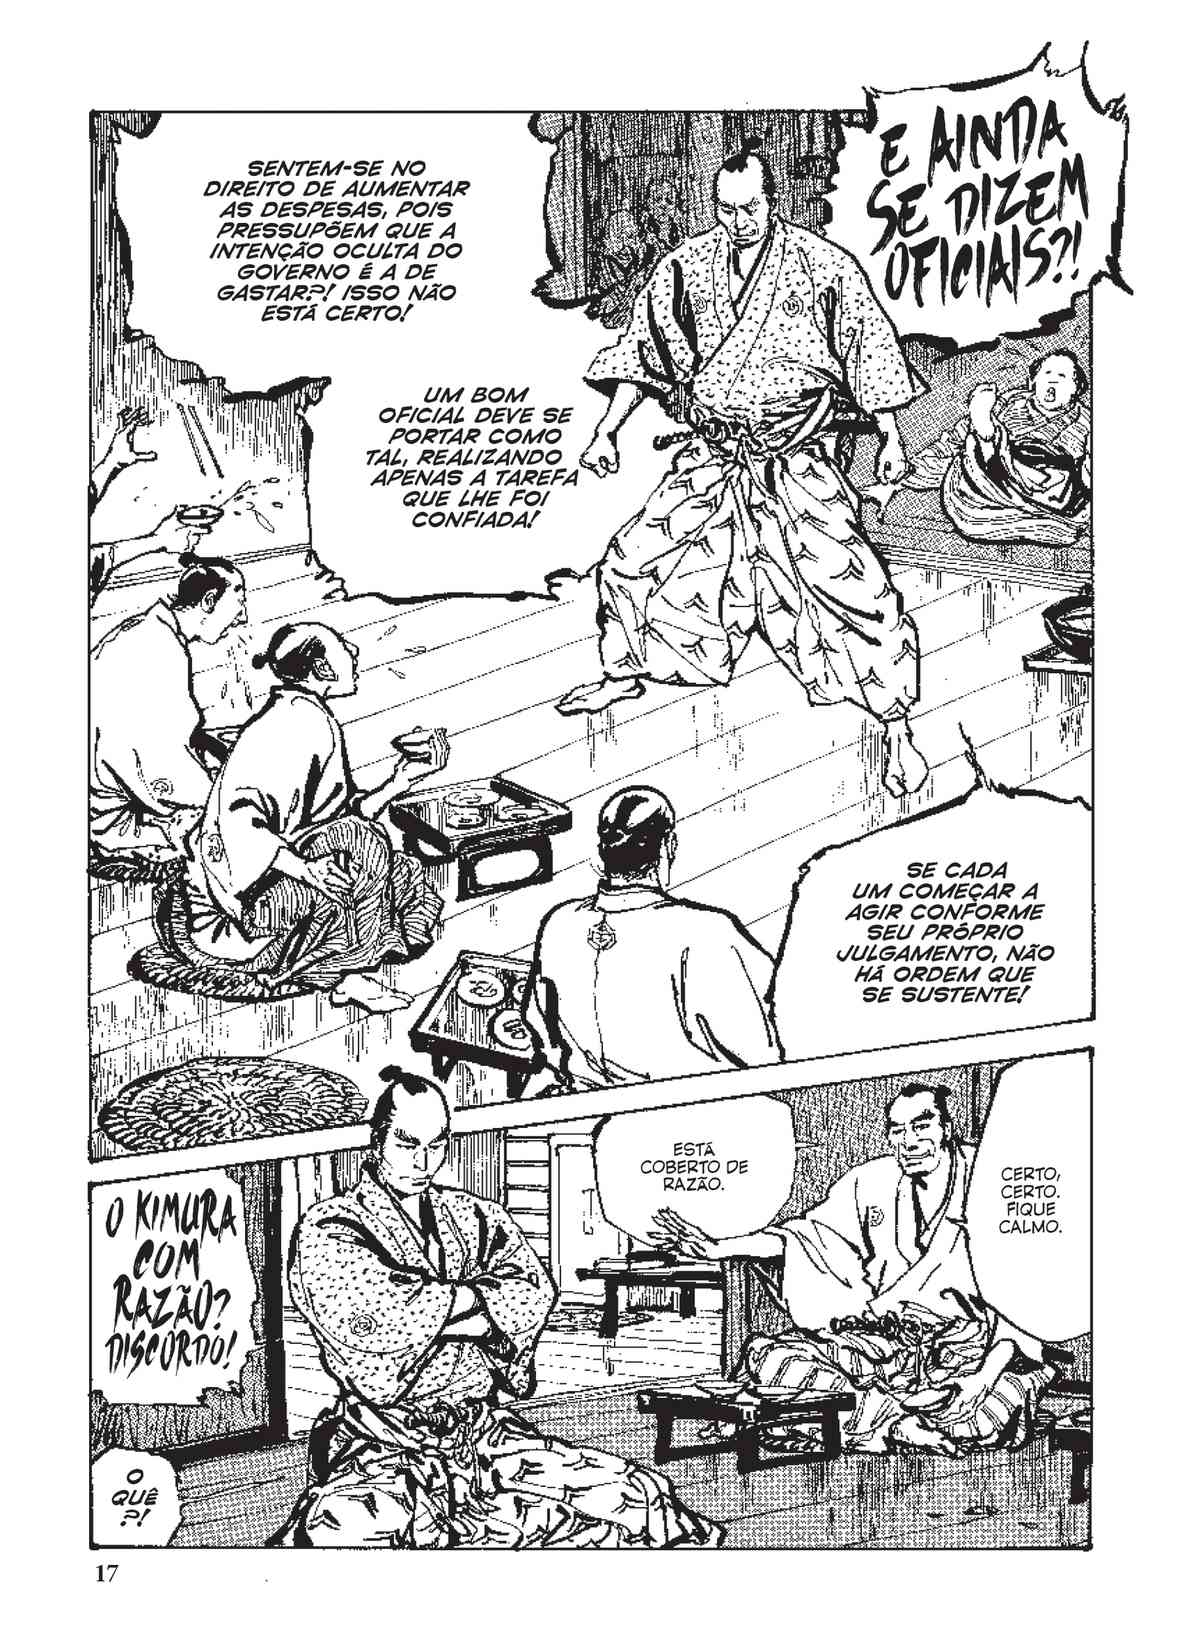 E AINDA
SE DIZEM
OFICIAIS?!
SENTEM-SE NO
DIREITO DE AUMENTAR
AS DESPESAS, POIS
PRESSUPÕEM QUE A
INTENÇÃO OCULTA DO
GOVERNO É A DE
GASTAR?! ISSO NÃO
ESTÁ CERTO!
UM BOM
OFICIAL DEVE SE
PORTAR COMO
TAL, REALIZANDO
APENAS A TAREFA
QUE LHE FOI
CONFIADA!
SE CADA
UM COMEÇAR A
AGIR CONFORME
SEU PRÓPRIO
JULGAMENTO, NÃO
HÁ ORDEM QUE
SE SUSTENTE!
CERTO,
CERTO.
FIQUE
CALMO.
ESTÁ
COBERTO DE
RAZÃO.
O KIMURA
COM
RAZÃO?
DISCORDO!
O
QUÊ
?!
17